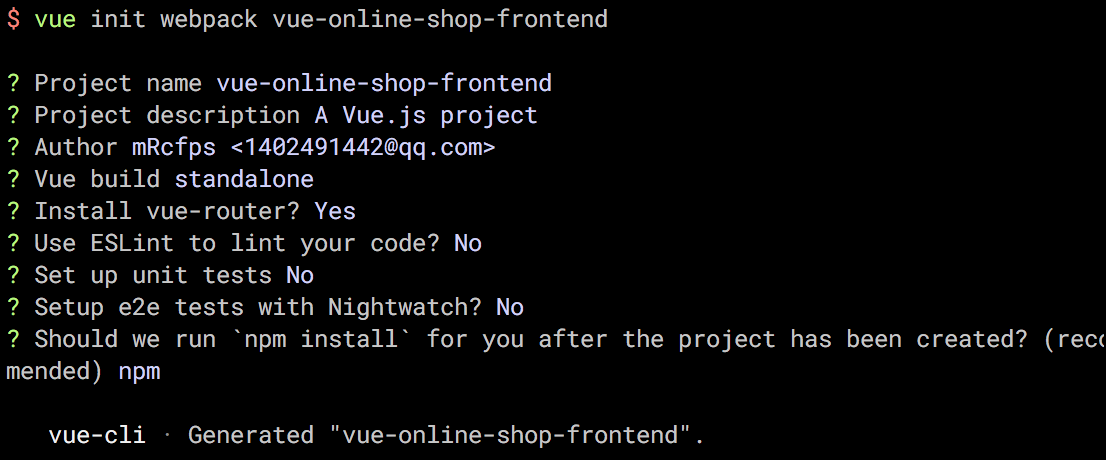 $ vue init webpack vue-online-shop-frontend
? Project name vue-online-shop-frontend
? Project description A Vue.js project
? Author mRcfps <1402491442@qq.com>
? Vue build standalone
? Install vue-router? Yes
? Use ESLint to lint your code? No
? Set up unit tests No
? Setup e2e tests with Nightwatch? No
? Should we run `npm install` for you after the project has been created? (reco
mended) npm
vue-cli · Generated "vue-online-shop-frontend".